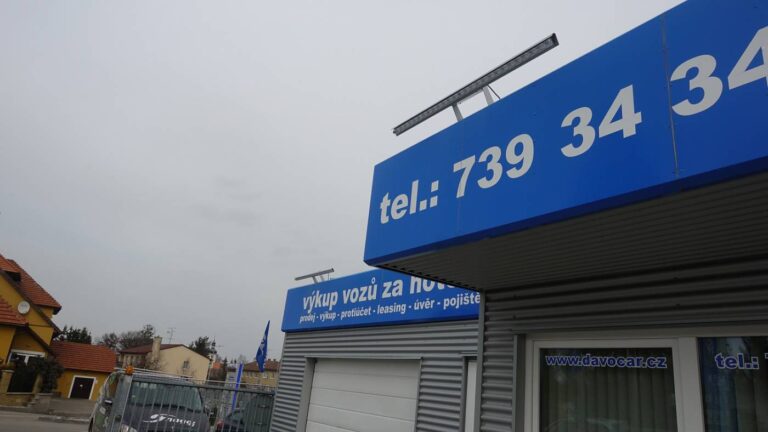 tel.: 739 34 34
výkup vozů za hot
prodej - výkup - protiúčet - leasing - úvěr - pojiště
www.davocar.cz
tel.: